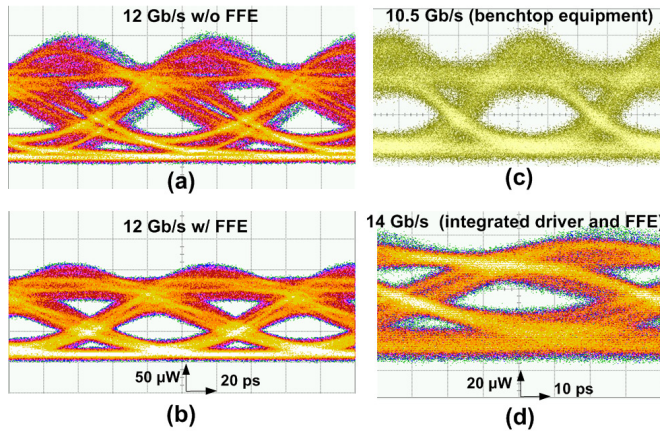 12 Gb/s w/o FFE
(a)
10.5 Gb/s (benchtop equipment)
(c)
12 Gb/s w/ FFE
50 µW
20 ps
(b)
14 Gb/s (integrated driver and FFE)
20 µW
10 ps
(d)